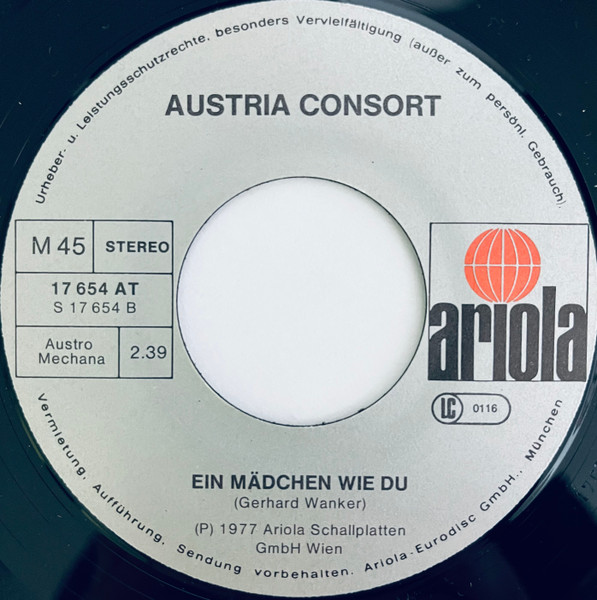 Urheber- u. Leistungsschutzrechte, besonders Vervielfältigung (außer zum persönl. Gebrauch),
AUSTRIA CONSORT
M 45
STEREO
17 654 AT
S 17 654 B
Austro
Mechana
2.39
ariola
LC
0116
EIN MÄDCHEN WIE DU
(Gerhard Wanker)
(P) 1977 Ariola Schallplatten
GmbH Wien
Vermietung, Aufführung, Sendung vorbehalten. Ariola-Eurodisc GmbH., München